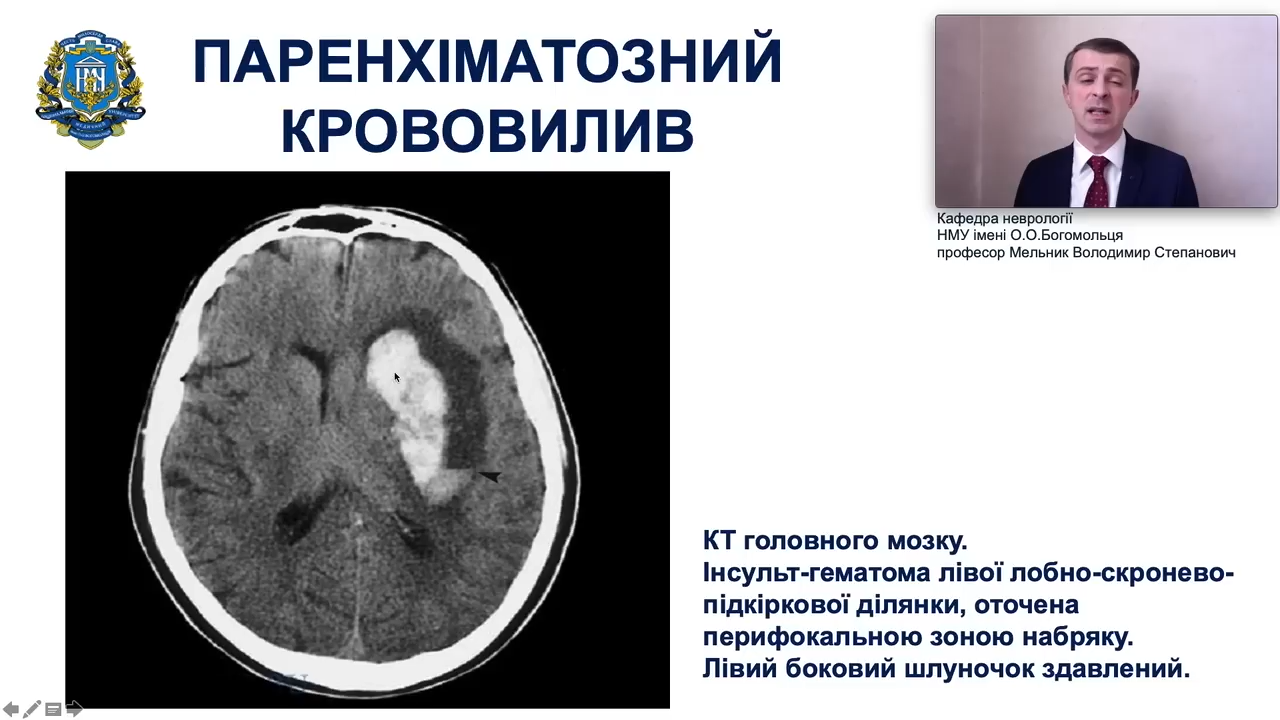 ПАРЕНХІМАТОЗНИЙ
КРОВОВИЛИВ
Кафедра неврології
НМУ імені О.О.Богомольця
професор Мельник Володимир Степанович
КТ головного мозку.
Інсульт-гематома лівої лобно-скронево-
підкіркової ділянки, оточена
перифокальною зоною набряку.
Лівий боковий шлуночок здавлений.